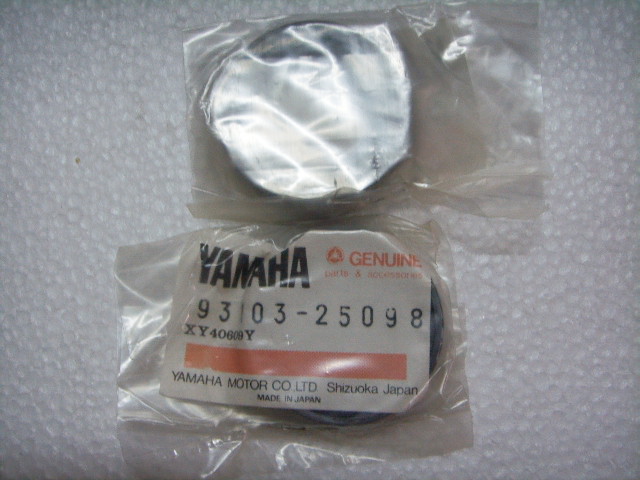 YAMAHA GENUINE
parts & accessories
93103-25098
XY40609Y
YAMAHA MOTOR CO., LTD. Shizuoka Japan
MADE IN JAPAN